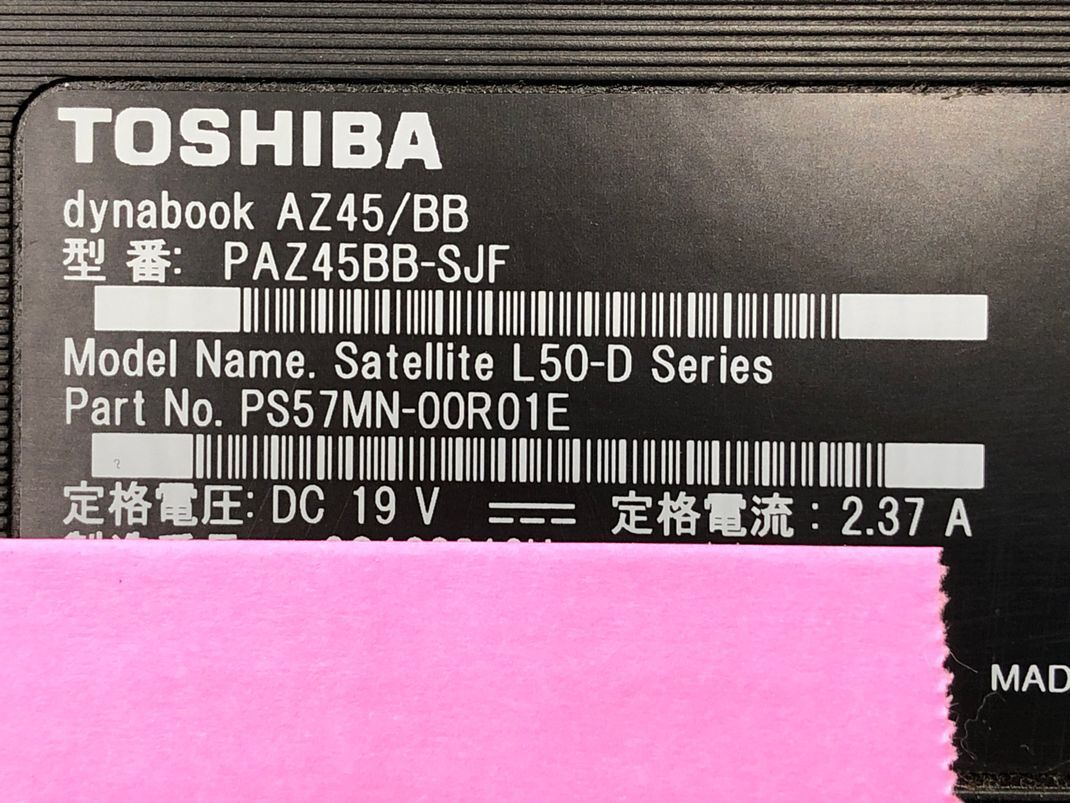 TOSHIBA
dynabook AZ45/BB
型 番: PAZ45BB-SJF
Model Name. Satellite L50-D Series
Part No. PS57MN-00R01E
定格電圧: DC 19 V 定格電流 : 2.37 A
MAD